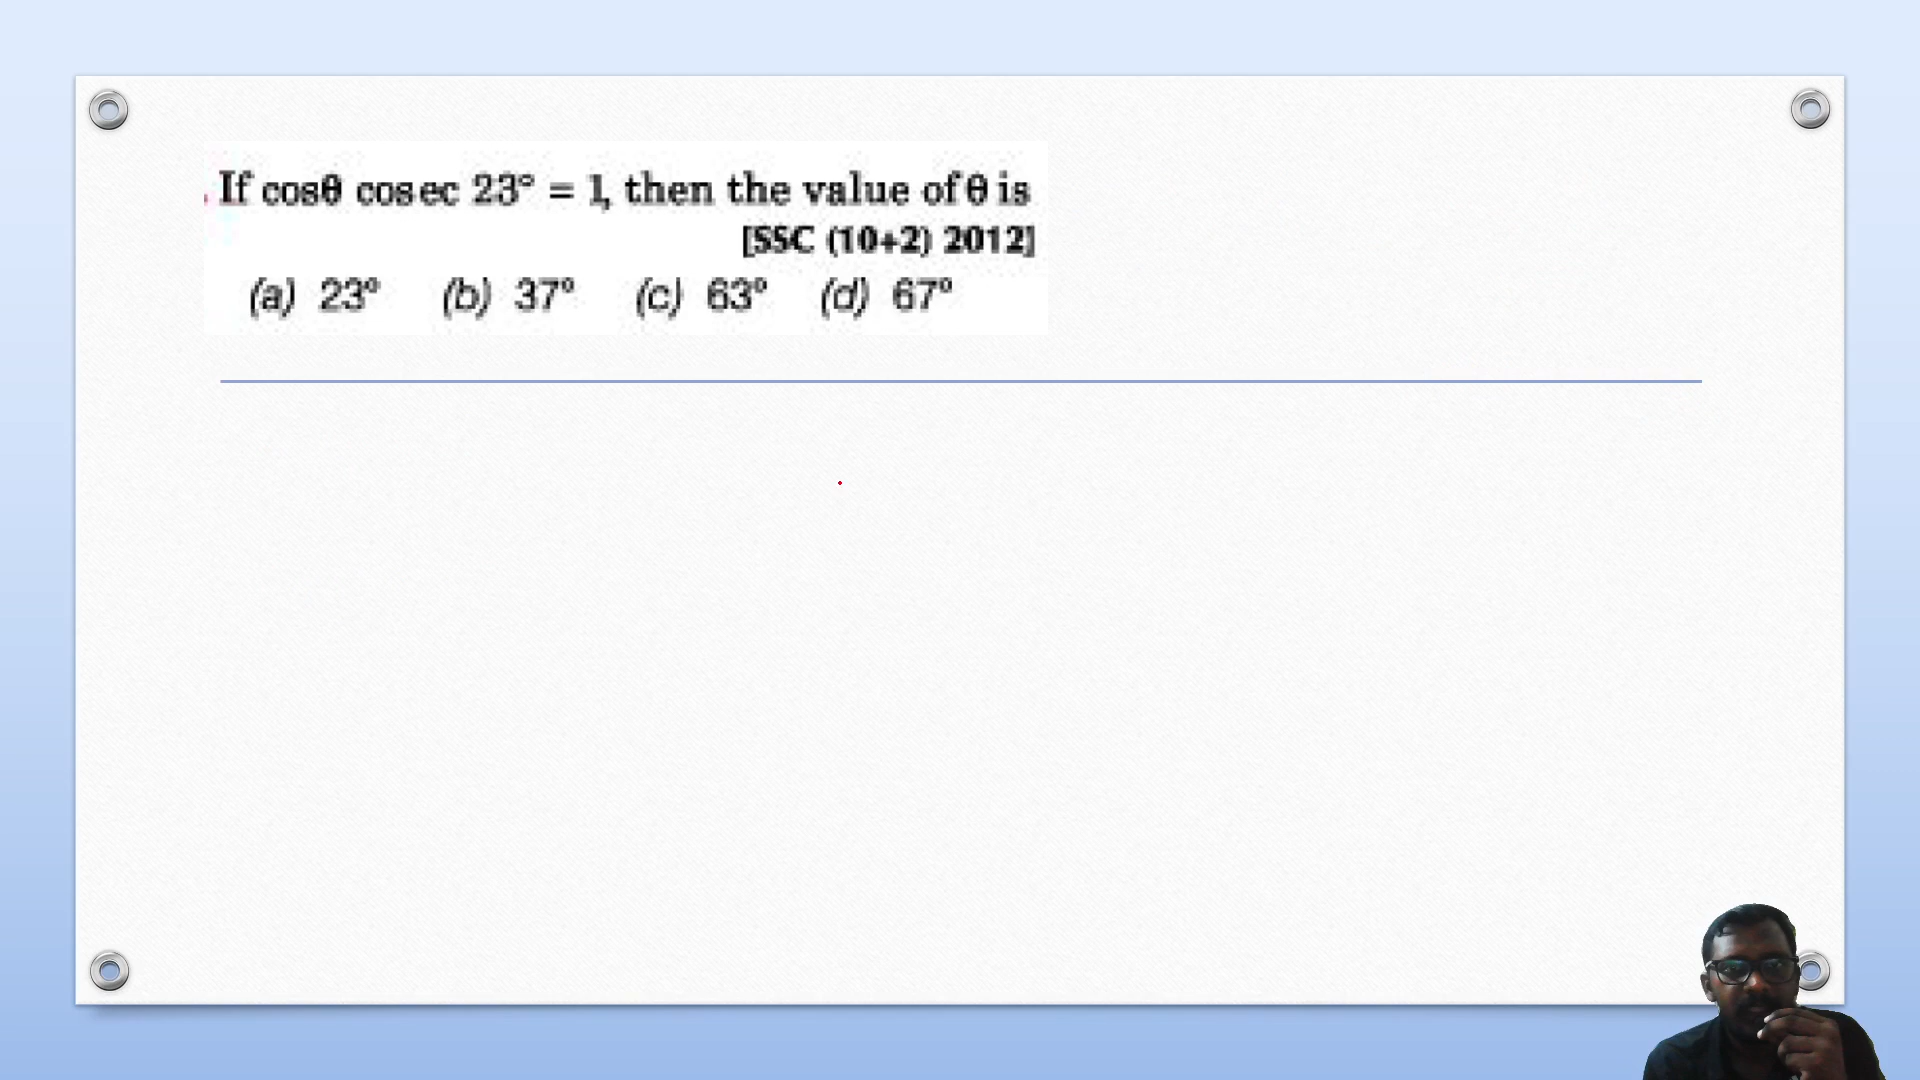 If cosθ cosec 23° = 1, then the value of θ is
[SSC (10+2) 2012]
(a) 23° (b) 37° (c) 63° (d) 67°